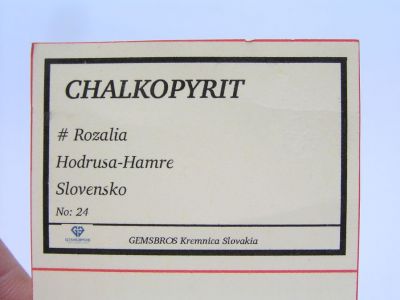 CHALKOPYRIT
# Rozalia
Hodrusa-Hamre
Slovensko
No: 24
GEMSBROS Kremnica Slovakia